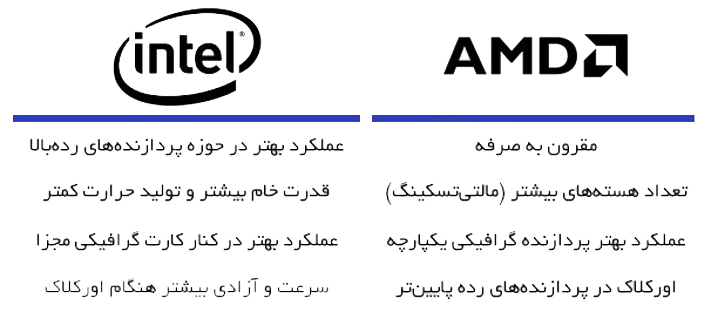 intel®
AMD
عملکرد بهتر در حوزه پردازنده‌های رده‌بالا
مقرون به صرفه
قدرت خام بیشتر و تولید حرارت کمتر
تعداد هسته‌های بیشتر (مالتی‌تسکینگ)
عملکرد بهتر در کنار کارت گرافیکی مجزا
عملکرد بهتر پردازنده گرافیکی یکپارچه
سرعت و آزادی بیشتر هنگام اورکلاک
اورکلاک در پردازنده‌های رده پایین‌تر